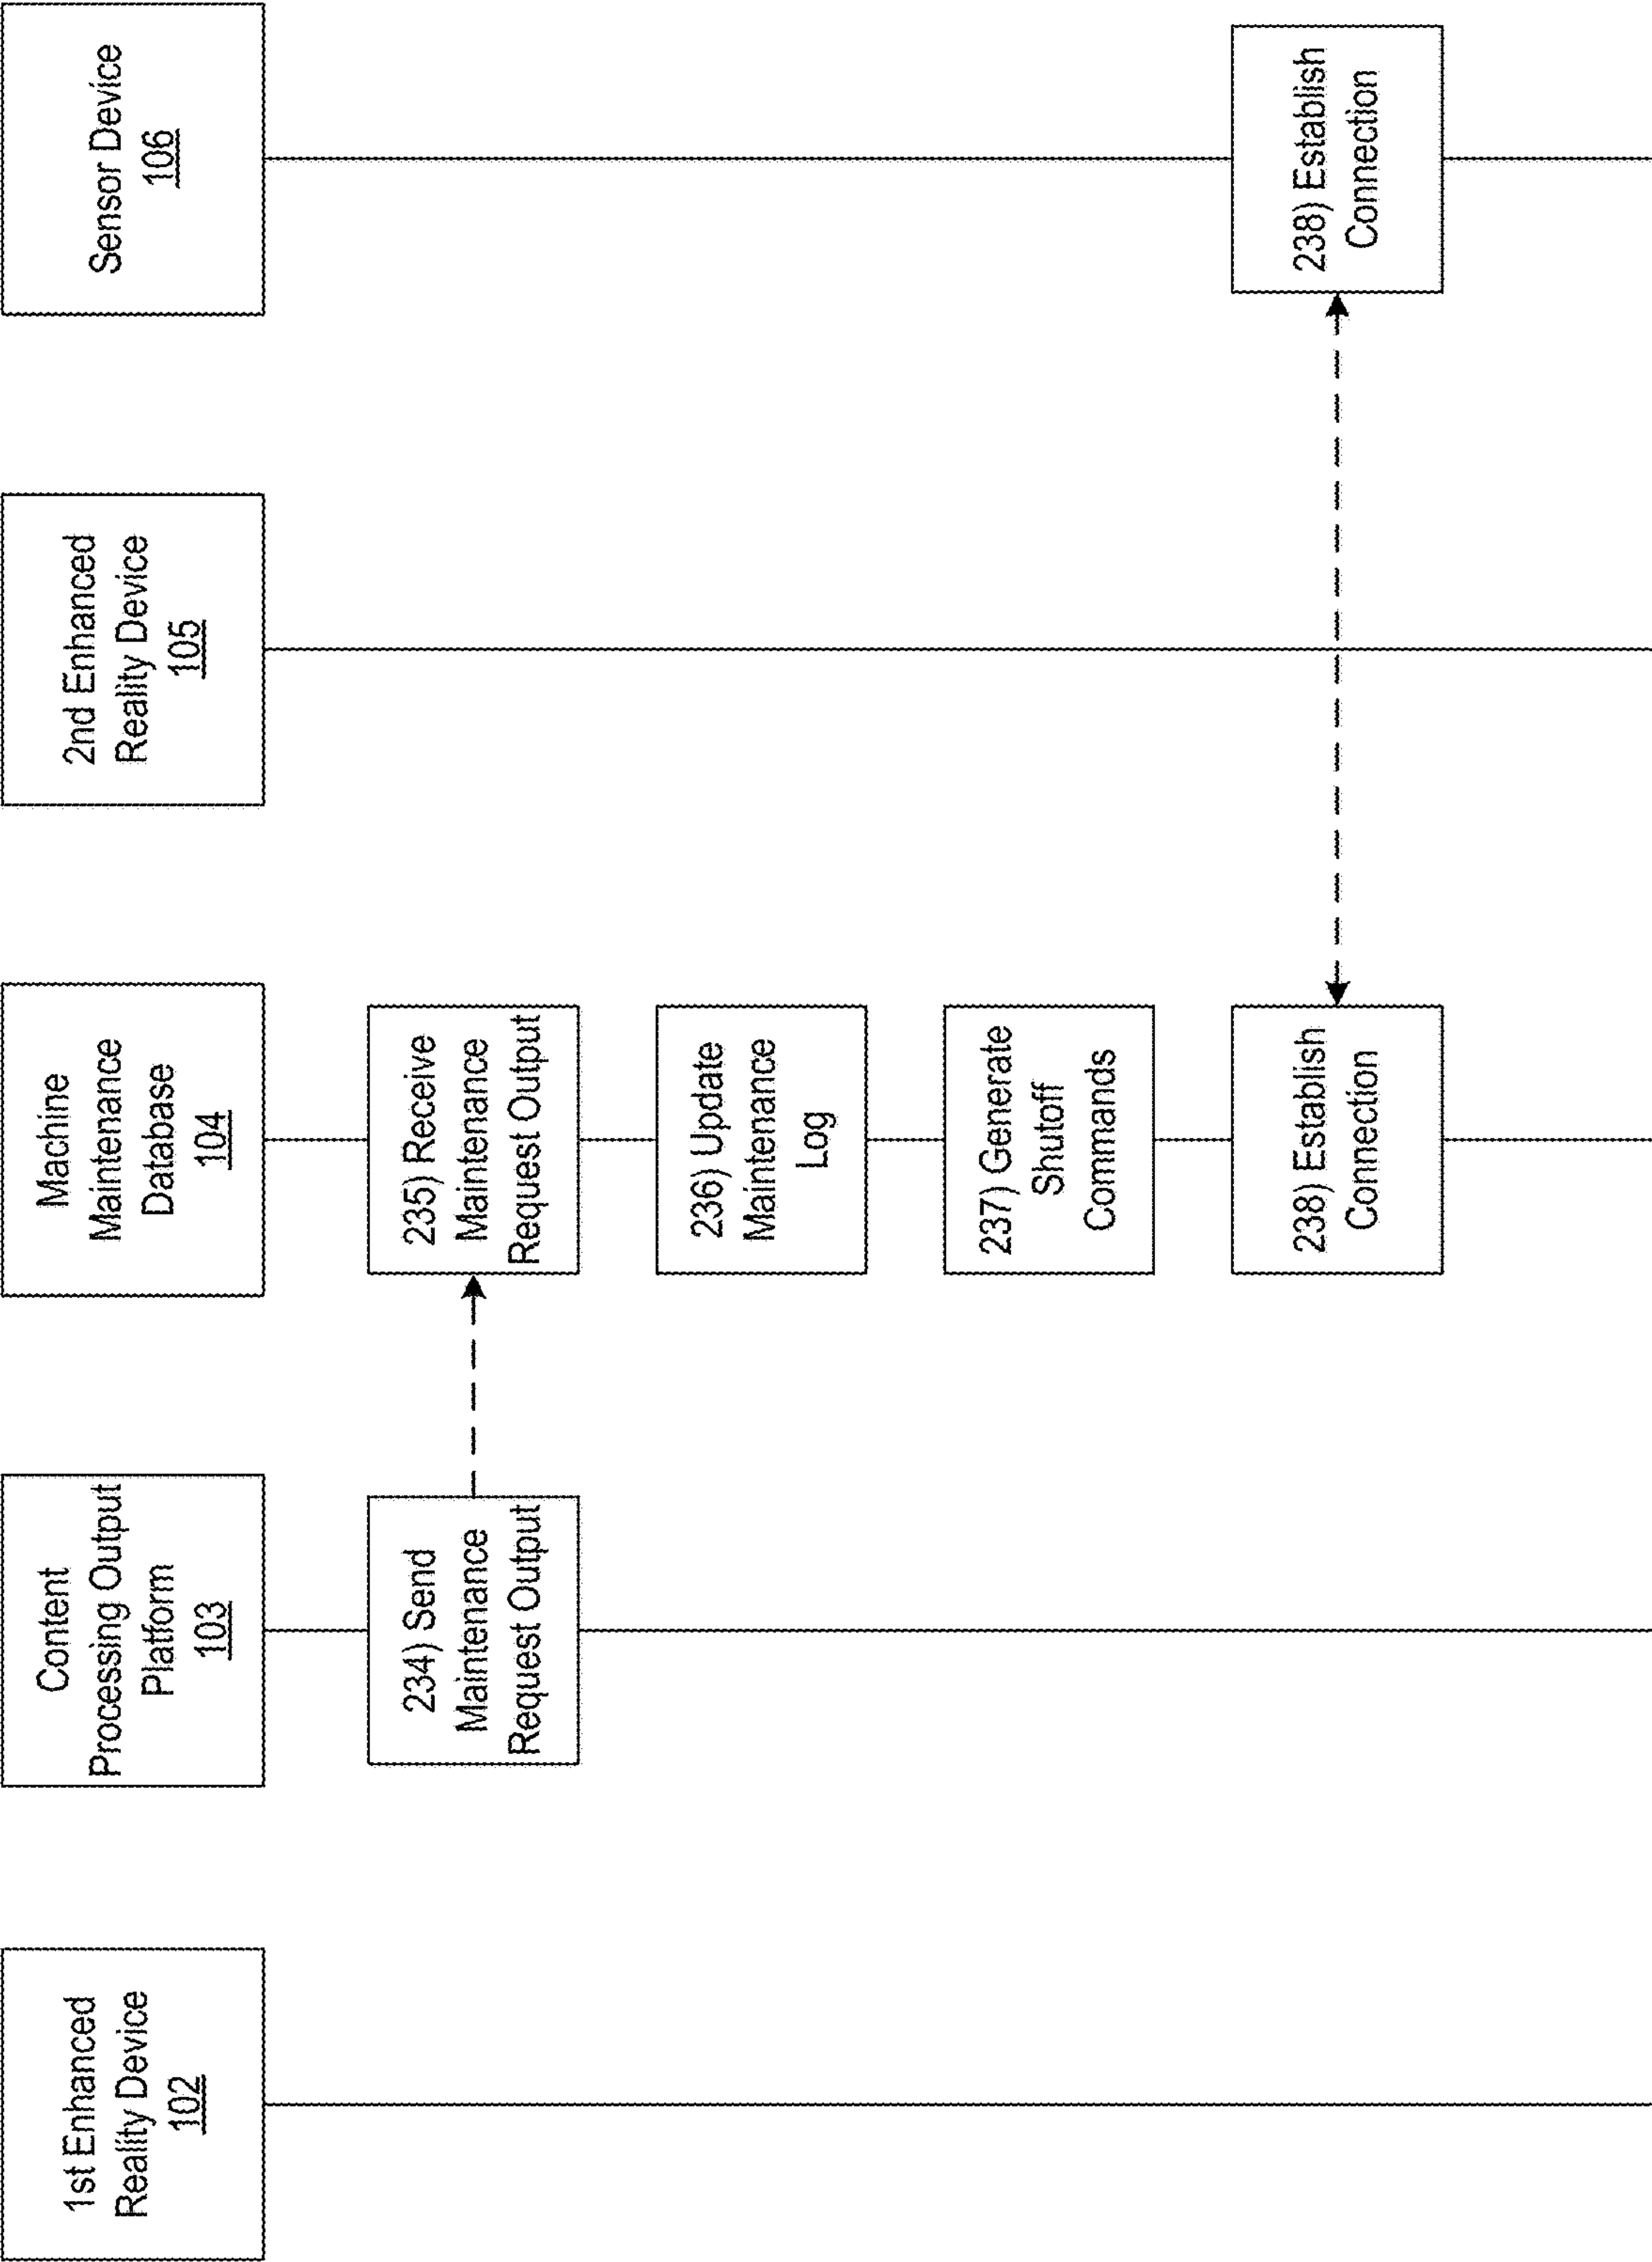 1st Enhanced
Reality Device
102
Content
Processing Output
Platform
103
Machine
Maintenance
Database
104
2nd Enhanced
Reality Device
105
Sensor Device
106
234) Send
Maintenance
Request Output
235) Receive
Maintenance
Request Output
236) Update
Maintenance
Log
237) Generate
Shutoff
Commands
238) Establish
Connection
238) Establish
Connection